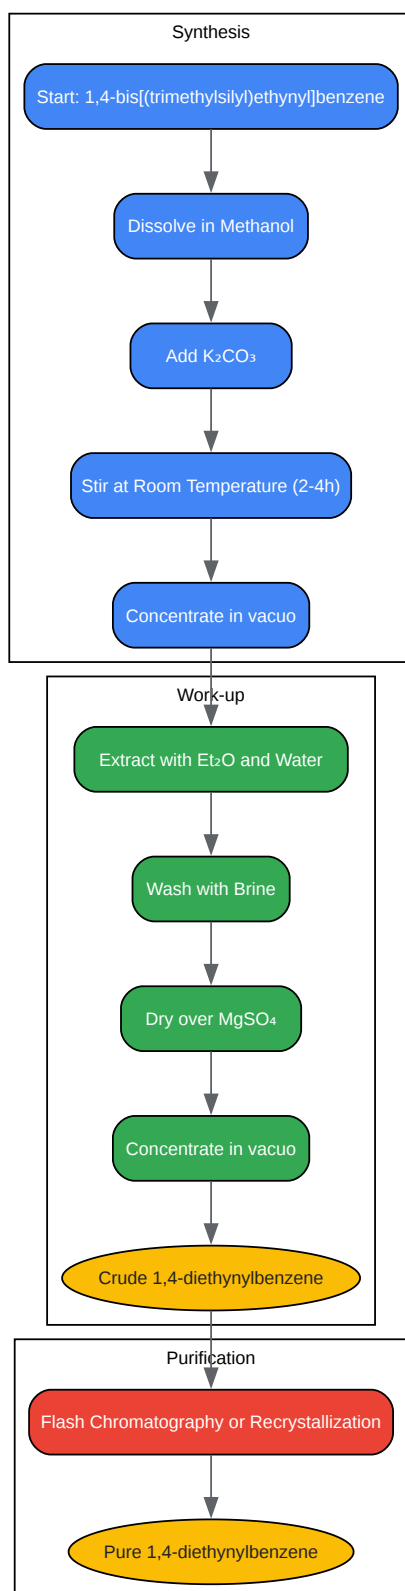 Synthesis
Start: 1,4-bis[(trimethylsilyl)ethynyl]benzene
Dissolve in Methanol
Add K₂CO₃
Stir at Room Temperature (2-4h)
Concentrate in vacuo
Work-up
Extract with Et₂O and Water
Wash with Brine
Dry over MgSO₄
Concentrate in vacuo
Crude 1,4-diethynylbenzene
Purification
Flash Chromatography or Recrystallization
Pure 1,4-diethynylbenzene